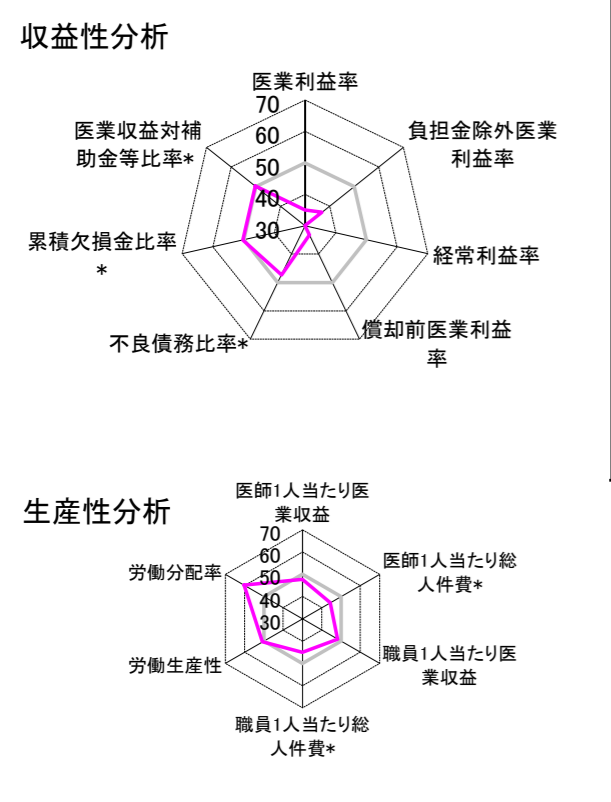 収益性分析
医業利益率
70
60
50
40
30
負担金除外医業
利益率
経常利益率
償却前医業利益
率
不良債務比率*
累積欠損金比率
*
医業収益対補
助金等比率*
生産性分析
医師1人当たり医
業収益
70
60
50
40
30
医師1人当たり総
人件費*
職員1人当たり医
業収益
職員1人当たり総
人件費*
労働生産性
労働分配率